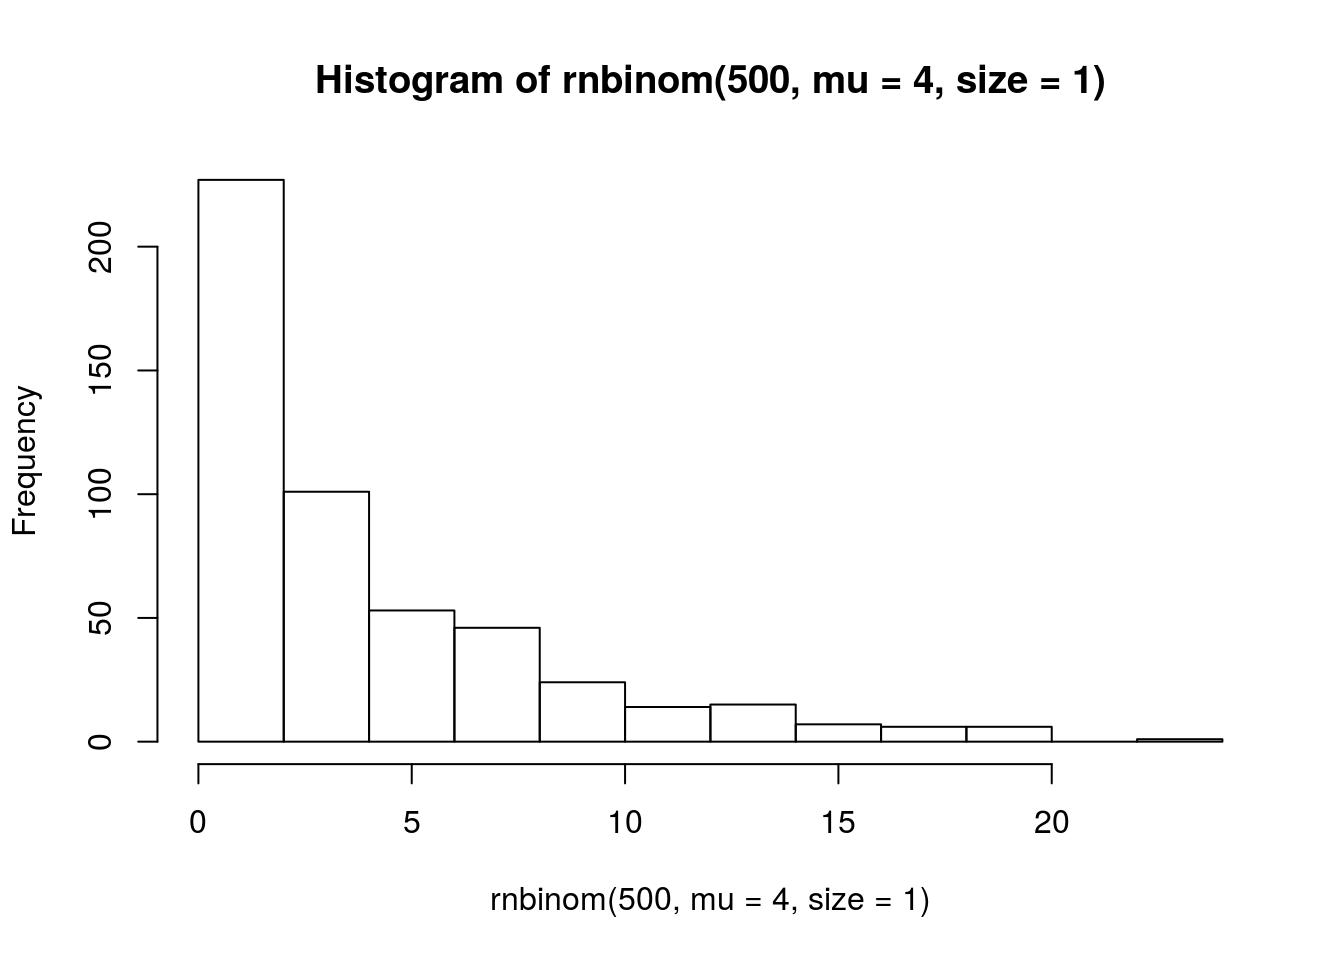 Histogram of rnbinom(500, mu = 4, size = 1)
Frequency
200
150
100
50
0
0 5 10 15 20
rnbinom(500, mu = 4, size = 1)